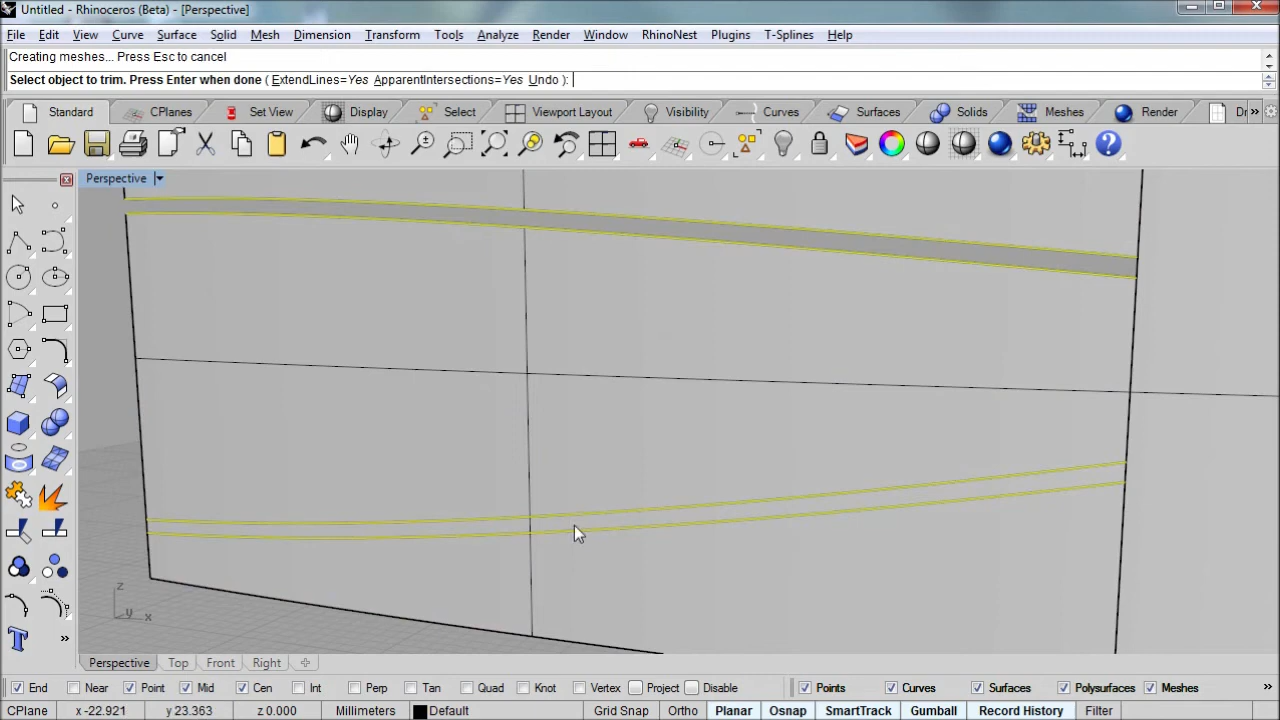 Untitled - Rhinoceros (Beta) - [Perspective]
File Edit View Curve Surface Solid Mesh Dimension Transform Tools Analyze Render Window RhinoNest Plugins T-Splines Help
Creating meshes... Press Esc to cancel
Select object to trim. Press Enter when done ( ExtendLines=Yes ApparentIntersections=Yes Undo ):
Standard CPlanes Set View Display Select Viewport Layout Visibility Curves Surfaces Solids Meshes Render Dr
Perspective
z
y x
Perspective Top Front Right
End Near Point Mid Cen Int Perp Tan Quad Knot Vertex Project Disable Points Curves Surfaces Polysurfaces Meshes
CPlane x -22.921 y 23.363 z 0.000 Millimeters Default Grid Snap Ortho Planar Osnap SmartTrack Gumball Record History Filter